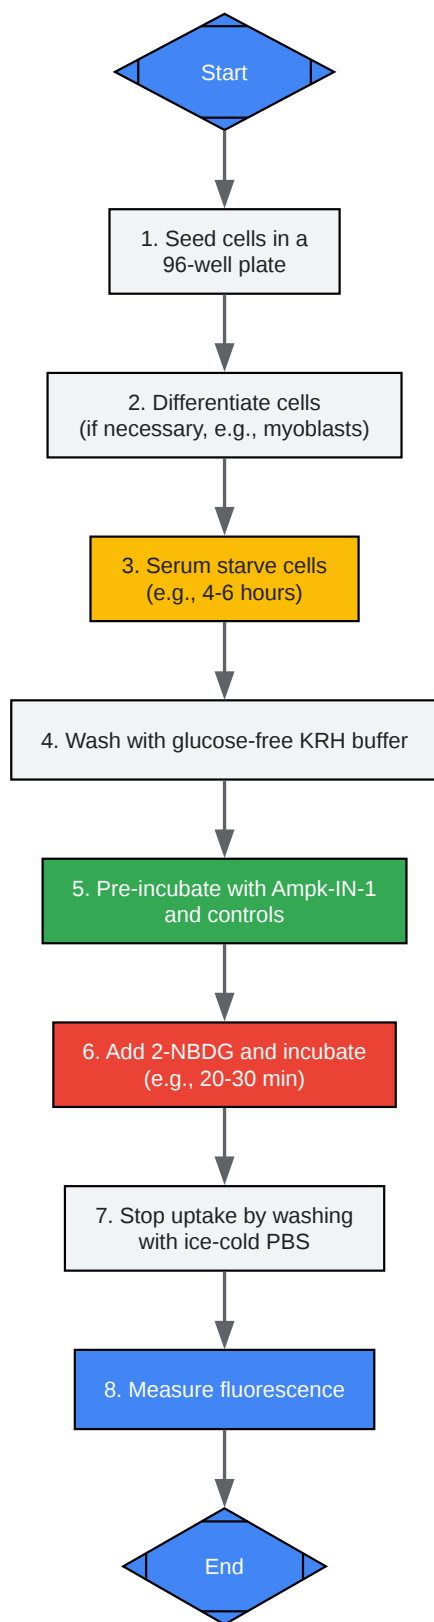 Start
1. Seed cells in a
96-well plate
2. Differentiate cells
(if necessary, e.g., myoblasts)
3. Serum starve cells
(e.g., 4-6 hours)
4. Wash with glucose-free KRH buffer
5. Pre-incubate with Ampk-IN-1
and controls
6. Add 2-NBDG and incubate
(e.g., 20-30 min)
7. Stop uptake by washing
with ice-cold PBS
8. Measure fluorescence
End